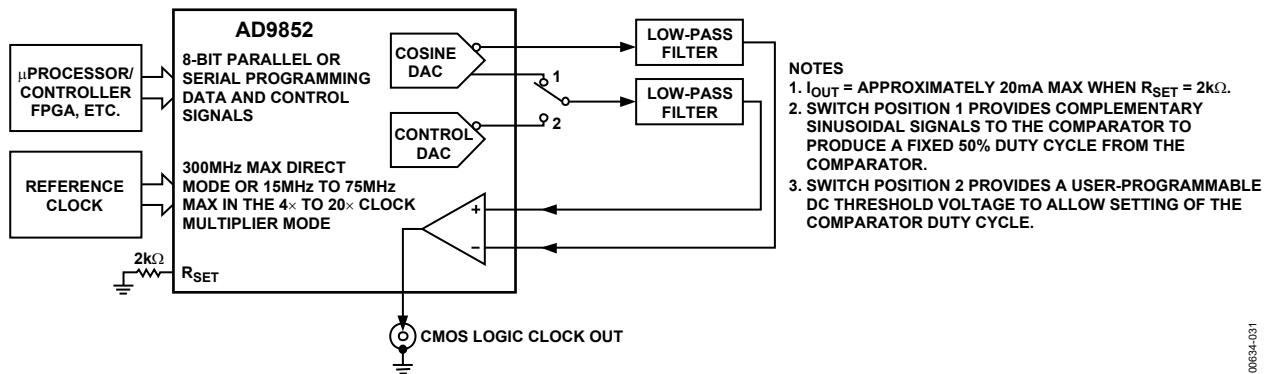 AD9852
µPROCESSOR/
CONTROLLER
FPGA, ETC.
8-BIT PARALLEL OR
SERIAL PROGRAMMING
DATA AND CONTROL
SIGNALS
REFERENCE
CLOCK
300MHz MAX DIRECT
MODE OR 15MHz TO 75MHz
MAX IN THE 4× TO 20× CLOCK
MULTIPLIER MODE
2kΩ
RSET
COSINE
DAC
CONTROL
DAC
1
2
LOW-PASS
FILTER
LOW-PASS
FILTER
+
−
CMOS LOGIC CLOCK OUT
NOTES
1. IOUT = APPROXIMATELY 20mA MAX WHEN RSET = 2kΩ.
2. SWITCH POSITION 1 PROVIDES COMPLEMENTARY
SINUSOIDAL SIGNALS TO THE COMPARATOR TO
PRODUCE A FIXED 50% DUTY CYCLE FROM THE
COMPARATOR.
3. SWITCH POSITION 2 PROVIDES A USER-PROGRAMMABLE
DC THRESHOLD VOLTAGE TO ALLOW SETTING OF THE
COMPARATOR DUTY CYCLE.
00634-031